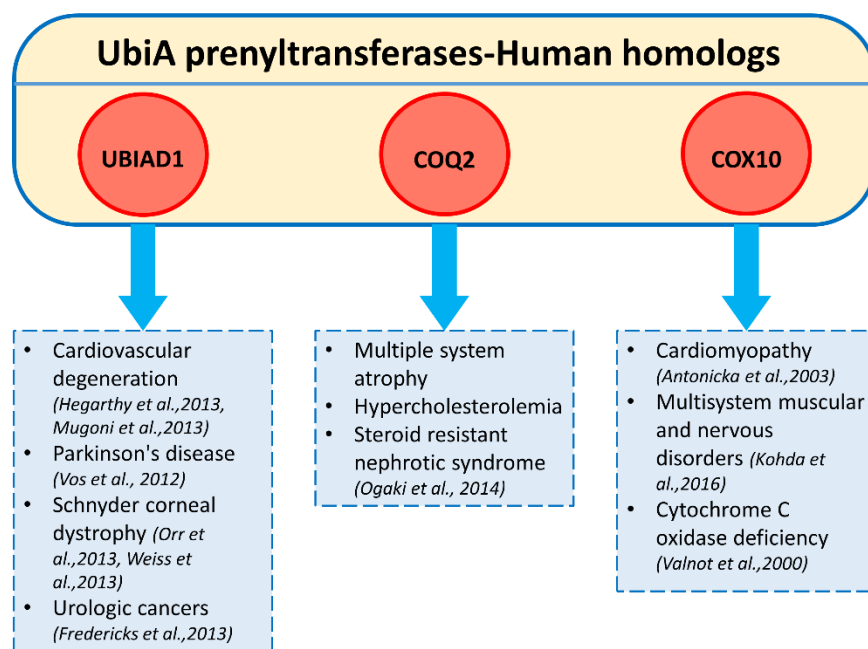 UbiA prenyltransferases-Human homologs
UBIAD1
COQ2
COX10
• Cardiovascular
degeneration
(Hegarthy et al.,2013,
Mugoni et al.,2013)
• Parkinson's disease
(Vos et al., 2012)
• Schnyder corneal
dystrophy (Orr et
al.,2013, Weiss et
al.,2013)
• Urologic cancers
(Fredericks et al.,2013)
• Multiple system
atrophy
• Hypercholesterolemia
• Steroid resistant
nephrotic syndrome
(Ogaki et al., 2014)
• Cardiomyopathy
(Antonicka et al.,2003)
• Multisystem muscular
and nervous
disorders (Kohda et
al.,2016)
• Cytochrome C
oxidase deficiency
(Valnot et al.,2000)